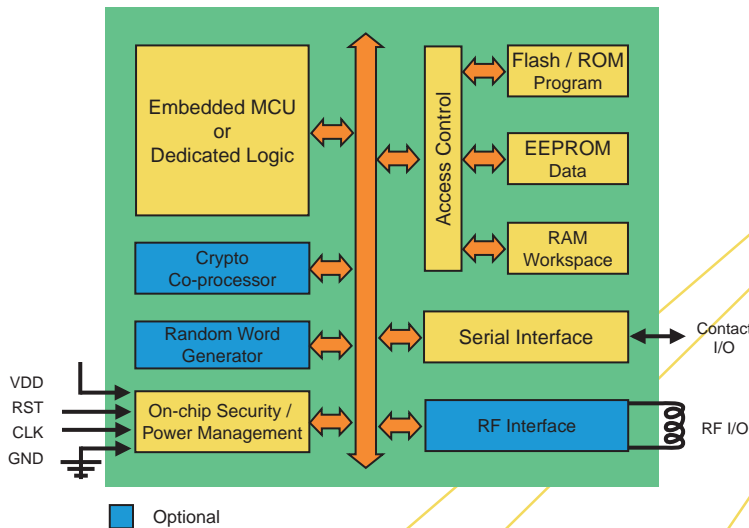 Embedded MCU
or
Dedicated Logic
Crypto
Co-processor
Random Word
Generator
On-chip Security /
Power Management
VDD
RST
CLK
GND
Access Control
Flash / ROM
Program
EEPROM
Data
RAM
Workspace
Serial Interface
Contact
I/O
RF Interface
RF I/O
Optional